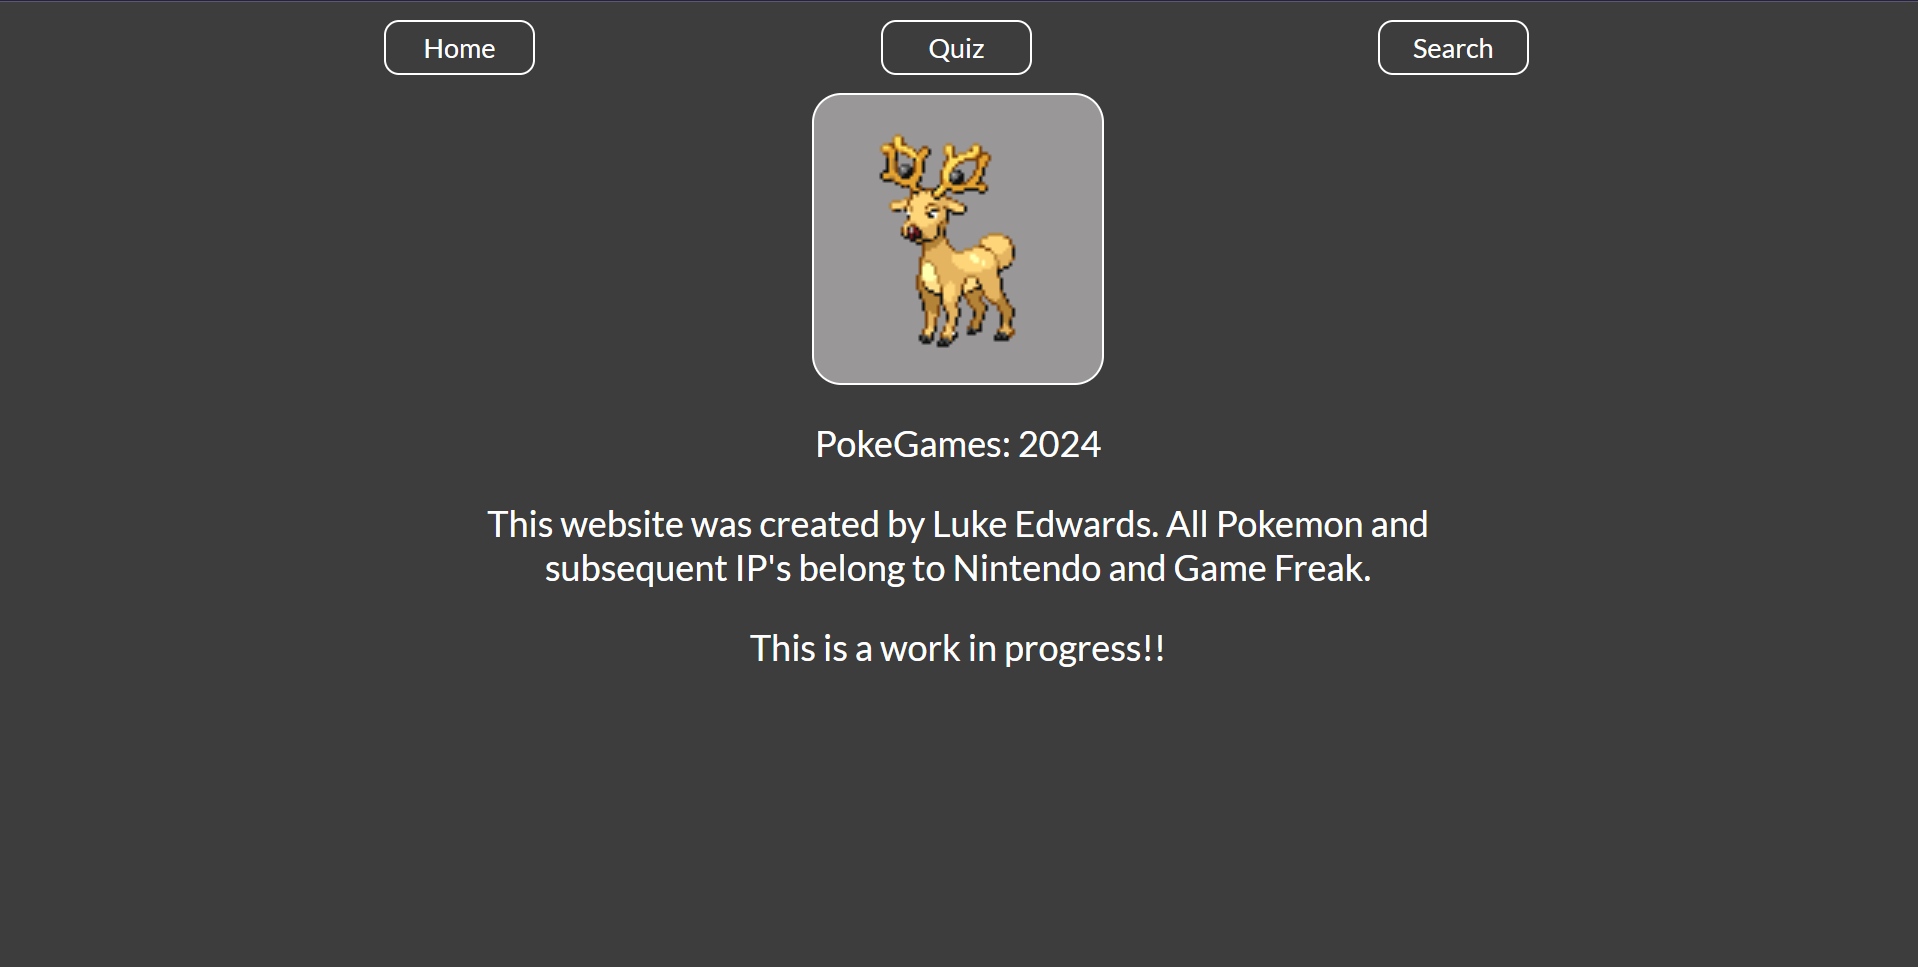 Home
Quiz
Search
PokeGames: 2024
This website was created by Luke Edwards. All Pokemon and
subsequent IP's belong to Nintendo and Game Freak.
This is a work in progress!!